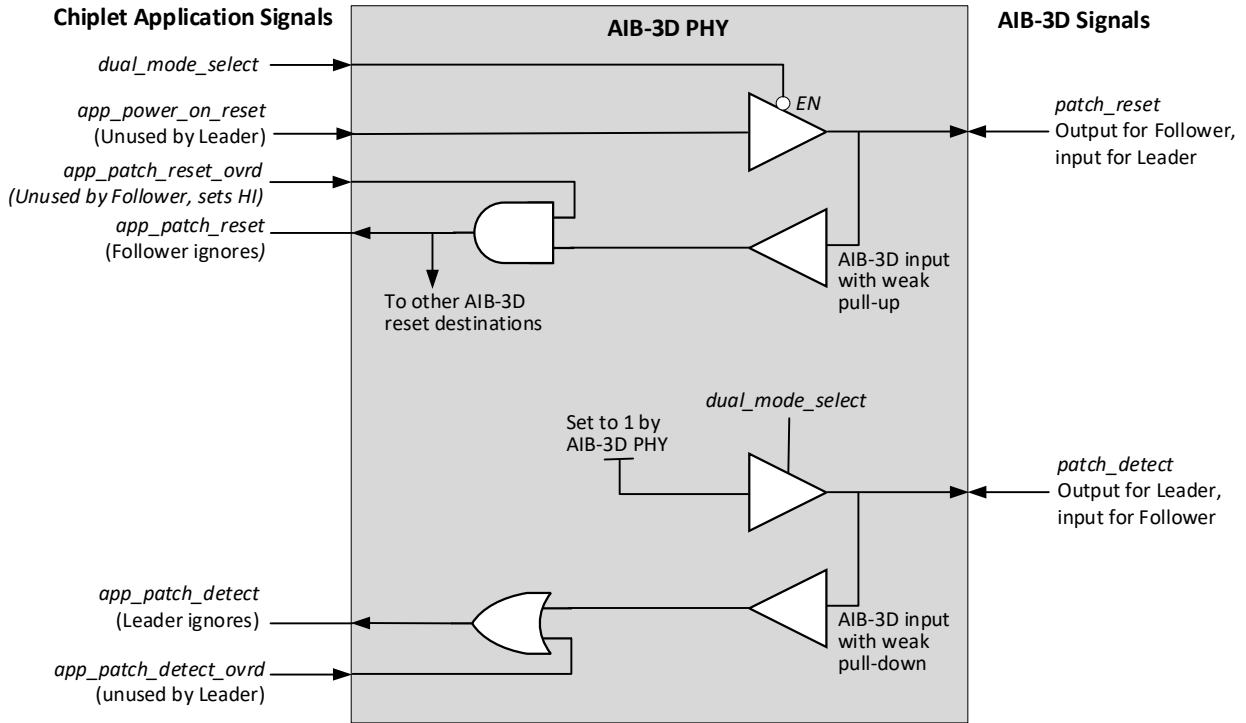 Chiplet Application Signals
AIB-3D PHY
AIB-3D Signals
dual_mode_select
EN
app_power_on_reset
(Unused by Leader)
patch_reset
Output for Follower,
input for Leader
app_patch_reset_ovrd
(Unused by Follower, sets HI)
app_patch_reset
(Follower ignores)
AIB-3D input
with weak
pull-up
To other AIB-3D
reset destinations
dual_mode_select
Set to 1 by
AIB-3D PHY
patch_detect
Output for Leader,
input for Follower
app_patch_detect
(Leader ignores)
AIB-3D input
with weak
pull-down
app_patch_detect_ovrd
(unused by Leader)